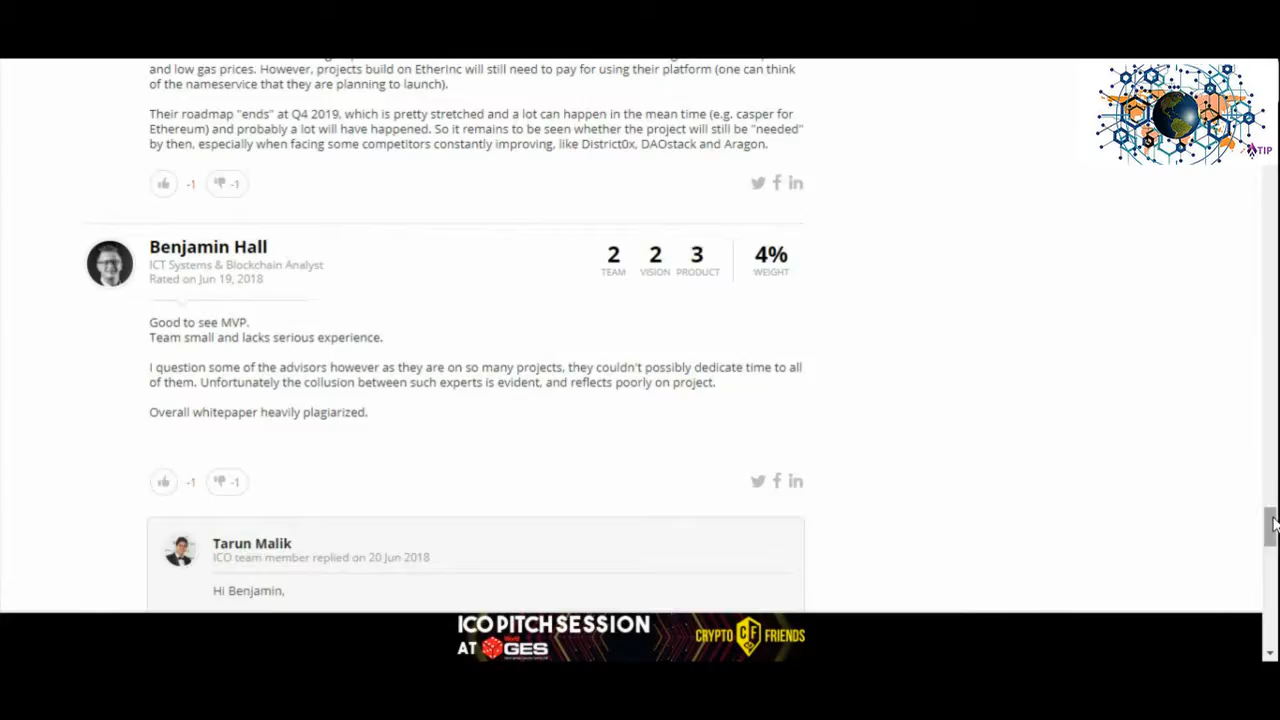 and low gas prices. However, projects build on EtherInc will still need to pay for using their platform (one can think
of the nameservice that they are planning to launch).
Their roadmap "ends" at Q4 2019, which is pretty stretched and a lot can happen in the mean time (e.g. casper for
Ethereum) and probably a lot will have happened. So it remains to be seen whether the project will still be "needed"
by then, especially when facing some competitors constantly improving, like District0x, DAOstack and Aragon.
-1 -1
Benjamin Hall
ICT Systems & Blockchain Analyst
Rated on Jun 19, 2018
2 2 3 4%
TEAM VISION PRODUCT WEIGHT
Good to see MVP.
Team small and lacks serious experience.
I question some of the advisors however as they are on so many projects, they couldn't possibly dedicate time to all
of them. Unfortunately the collusion between such experts is evident, and reflects poorly on project.
Overall whitepaper heavily plagiarized.
-1 -1
Tarun Malik
ICO team member replied on 20 Jun 2018
Hi Benjamin,
ICO PITCH SESSION
AT GES
CRYPTO CF FRIENDS
TIP